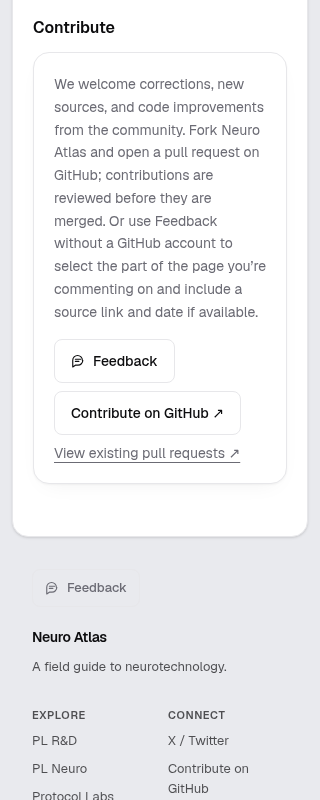 Contribute
We welcome corrections, new
sources, and code improvements
from the community. Fork Neuro
Atlas and open a pull request on
GitHub; contributions are
reviewed before they are
merged. Or use Feedback
without a GitHub account to
select the part of the page you're
commenting on and include a
source link and date if available.
Feedback
Contribute on GitHub ↗
View existing pull requests ↗
Feedback
Neuro Atlas
A field guide to neurotechnology.
EXPLORE
PL R&D
PL Neuro
Protocol Labs
CONNECT
X / Twitter
Contribute on
GitHub